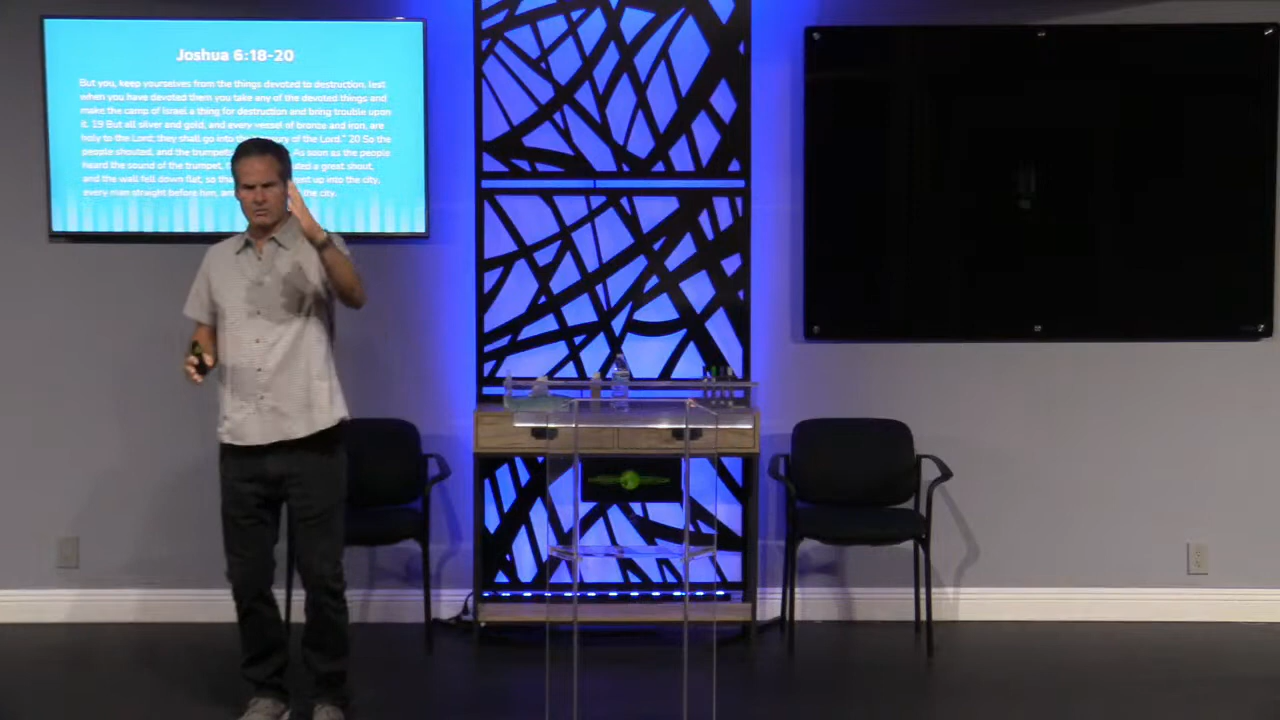 Joshua 6:18-20
But you, keep yourselves from the things devoted to destruction, lest
when you have devoted them you take any of the devoted things and
make the camp of Israel a thing for destruction and bring trouble upon
it. 19 But all silver and gold, and every vessel of bronze and iron, are
holy to the Lord; they shall go into the ury of the Lord." 20 So the
people shouted, and the trumpets As soon as the people
heard the sound of the trumpet, ted a great shout,
and the wall fell down flat, so tha ent up into the city,
every man straight before him, an the city.